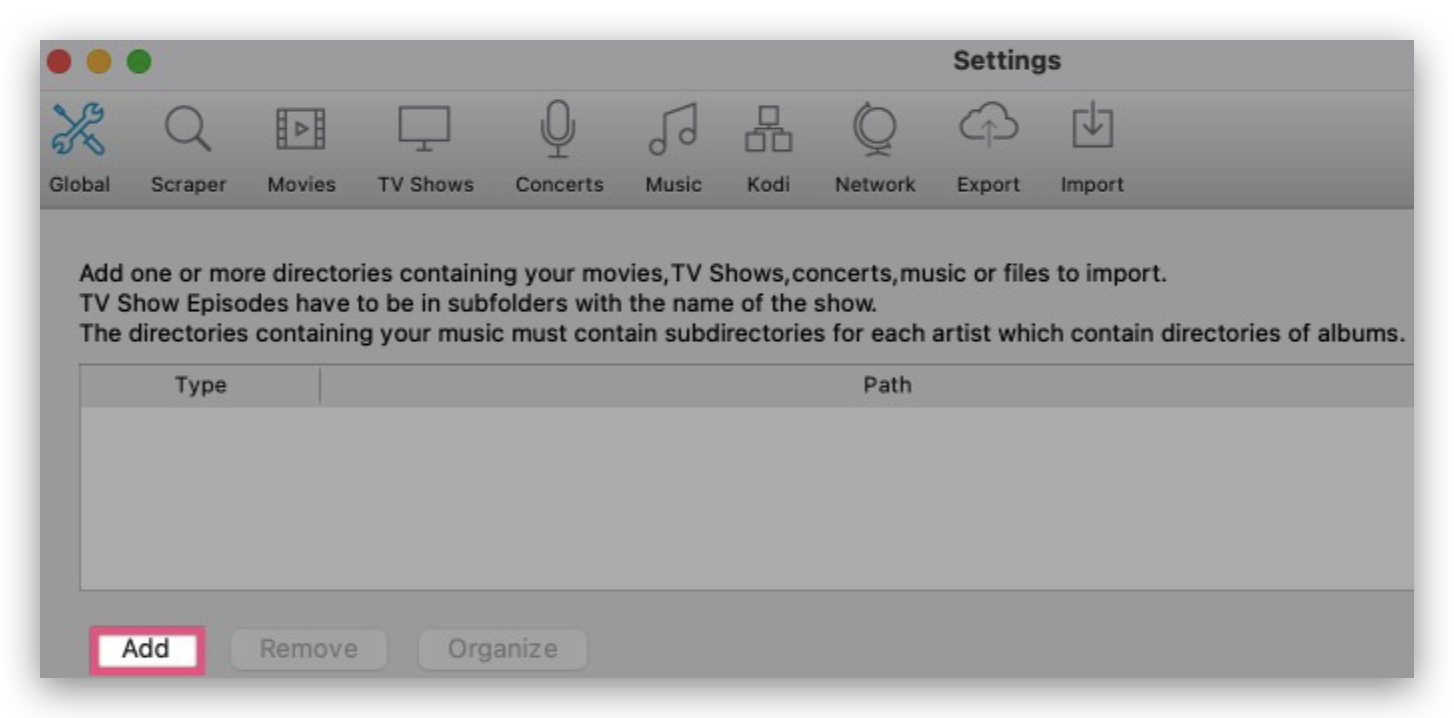 Settings
Global Scraper Movies TV Shows Concerts Music Kodi Network Export Import
Add one or more directories containing your movies,TV Shows,concerts,music or files to import.
TV Show Episodes have to be in subfolders with the name of the show.
The directories containing your music must contain subdirectories for each artist which contain directories of albums.
Type Path
Add Remove Organize